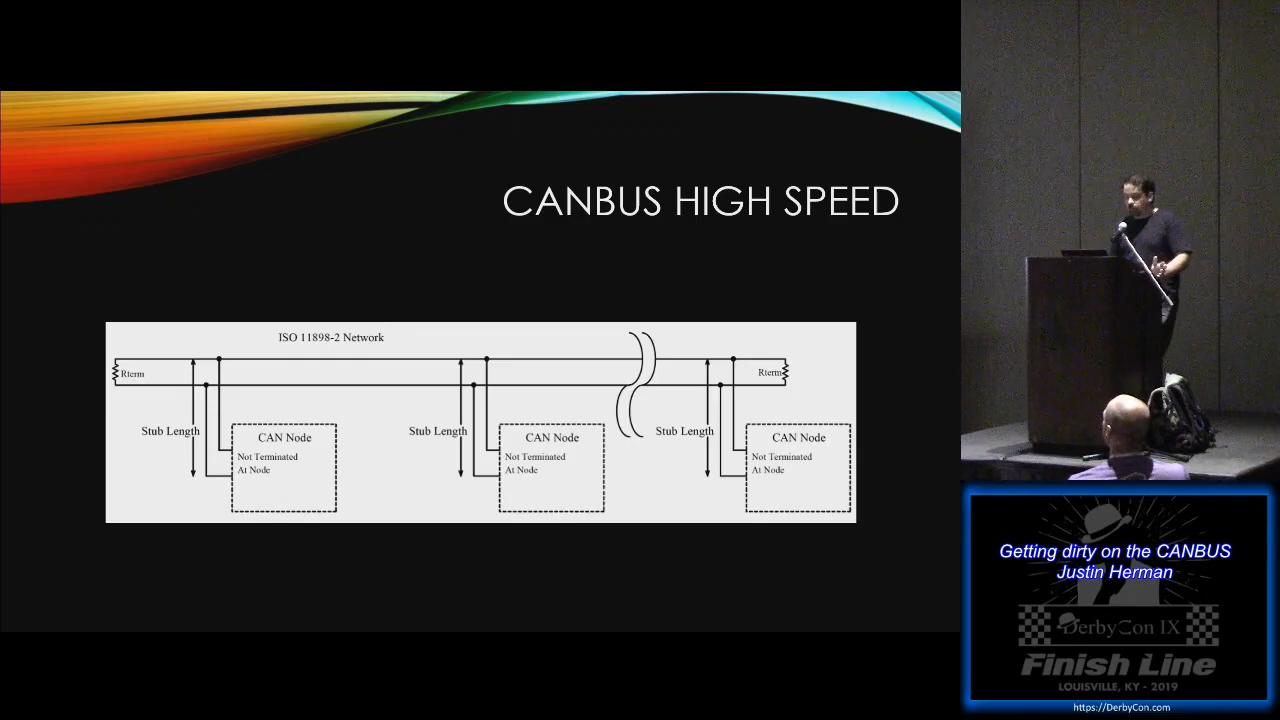 CANBUS HIGH SPEED
ISO 11898-2 Network
Rterm
Rterm
Stub Length
Stub Length
Stub Length
CAN Node
Not Terminated
At Node
CAN Node
Not Terminated
At Node
CAN Node
Not Terminated
At Node
Getting dirty on the CANBUS
Justin Herman
DerbyCon IX
Finish Line
LOUISVILLE, KY - 2019
https://DerbyCon.com